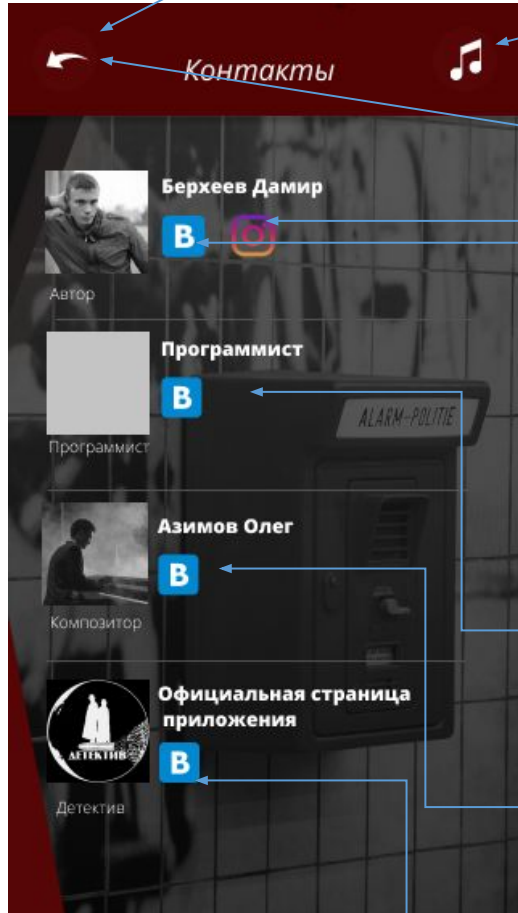 Контакты
Берхеев Дамир
В
Автор
Программист
В
ALARM-POLITIE
Программист
Азимов Олег
В
Композитор
Официальная страница
приложения
ДЕТЕКТИВ
В
Детектив